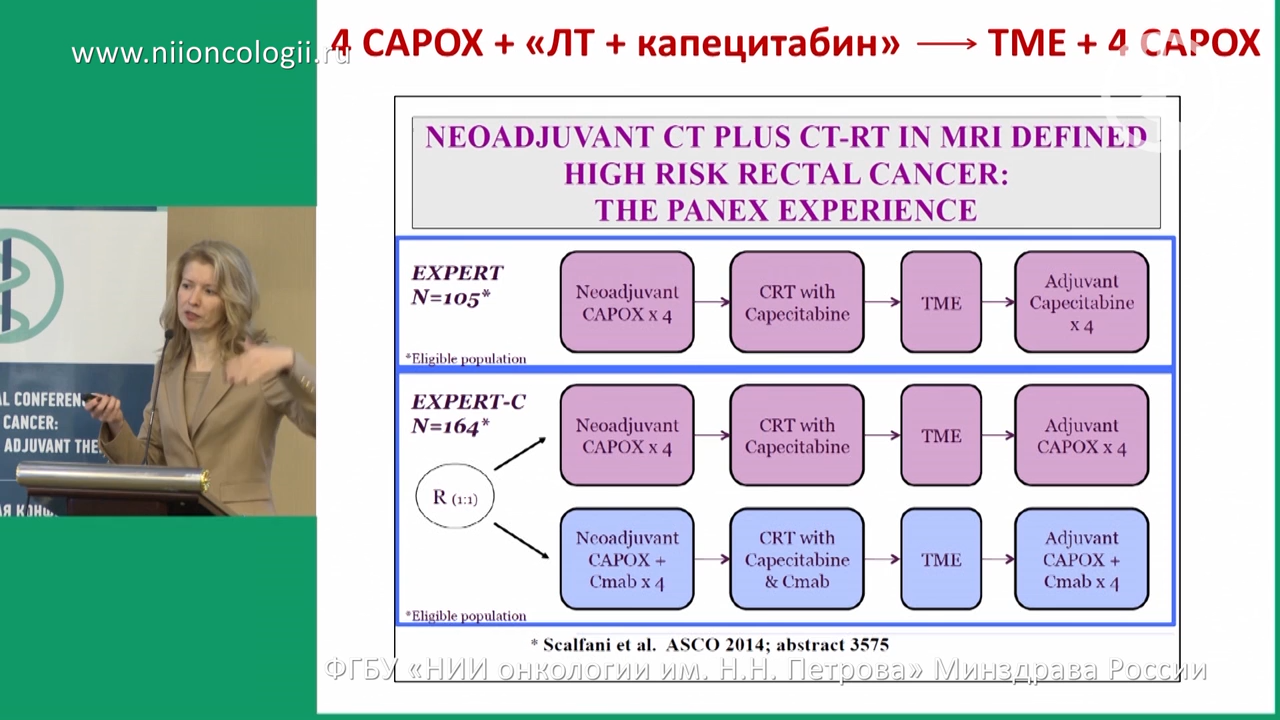 www.niioncologii.ru
4 CAPOX + «ЛТ + капецитабин» → TME + 4 CAPOX
NEOADJUVANT CT PLUS CT-RT IN MRI DEFINED
HIGH RISK RECTAL CANCER:
THE PANEX EXPERIENCE
EXPERT
N=105*
Neoadjuvant
CAPOX x 4
CRT with
Capecitabine
TME
Adjuvant
Capecitabine
x 4
*Eligible population
EXPERT-C
N=164*
R (1:1)
Neoadjuvant
CAPOX x 4
CRT with
Capecitabine
TME
Adjuvant
CAPOX x 4
Neoadjuvant
CAPOX +
Cmab x 4
CRT with
Capecitabine
& Cmab
TME
Adjuvant
CAPOX +
Cmab x 4
*Eligible population
* Scalfani et al. ASCO 2014; abstract 3575
ФГБУ «НИИ онкологии им. Н.Н. Петрова» Минздрава России
AL CONFEREN
CANCER:
ADJUVANT THE